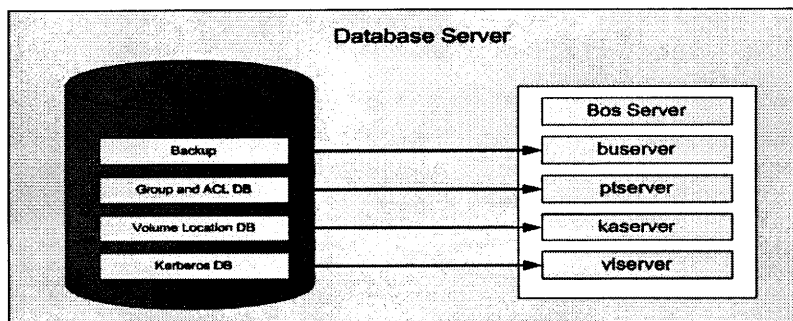 Database Server
Bos Server
Backup
buserver
Group and ACL DB
ptserver
Volume Location DB
kaserver
Kerberos DB
vlserver